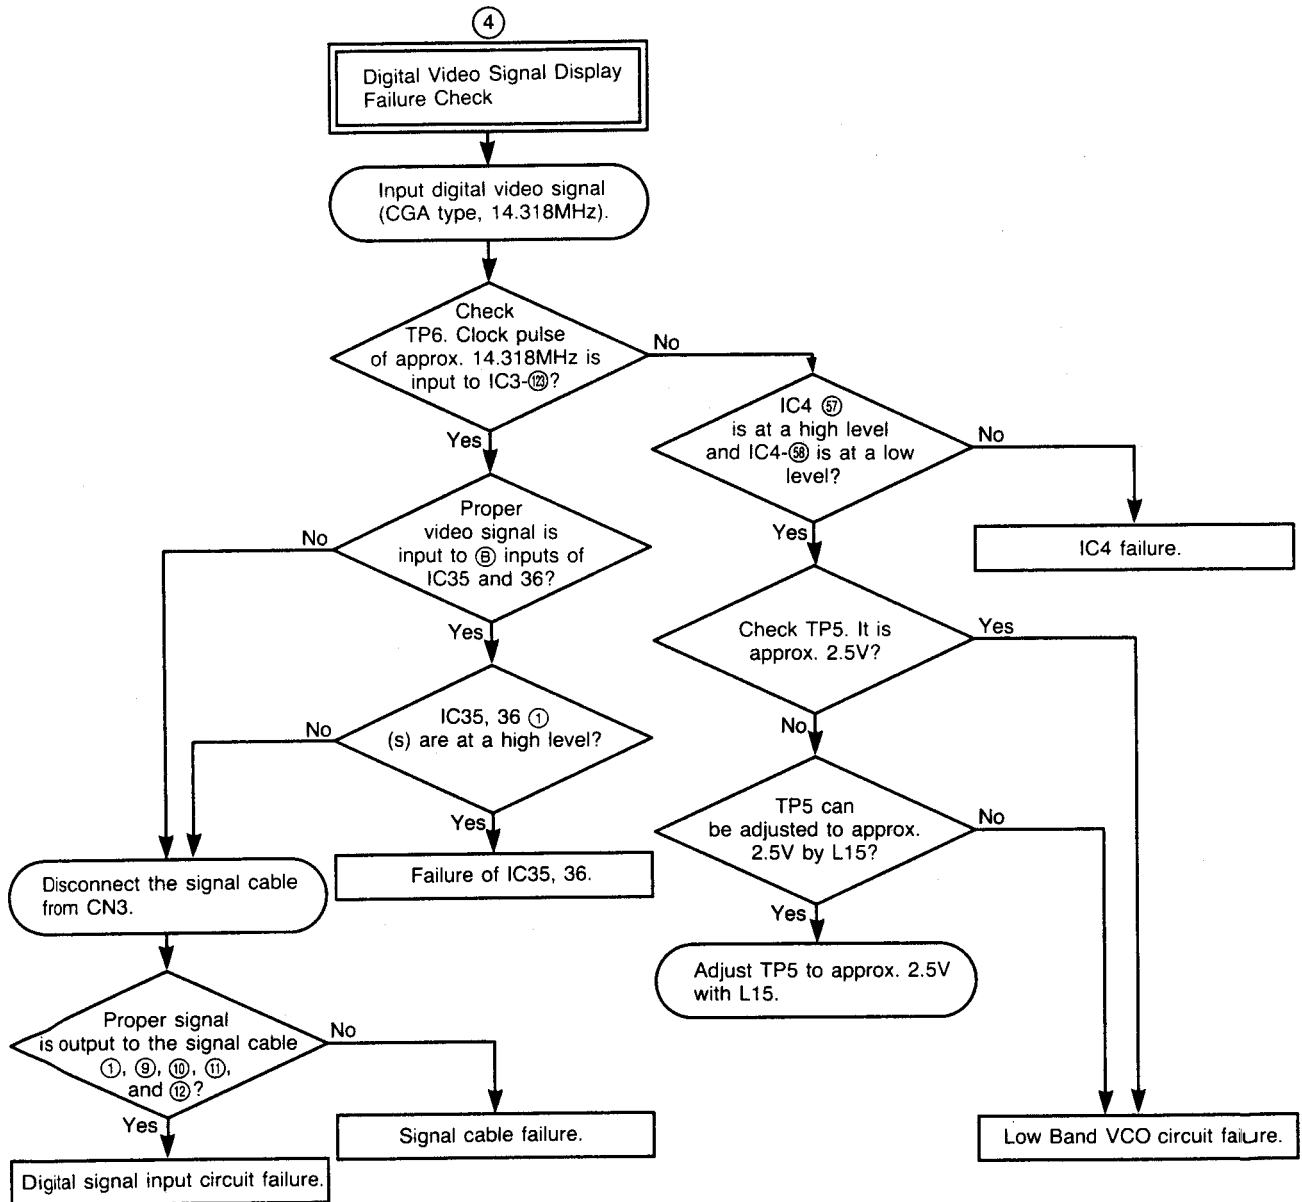 4
Digital Video Signal Display
Failure Check
Input digital video signal
(CGA type, 14.318MHz).
Check
TP6. Clock pulse
of approx. 14.318MHz is
input to IC3-⑫③?
No
Yes
IC4 ㊼
is at a high level
and IC4-㊽ is at a low
level?
No
Yes
IC4 failure.
Proper
video signal is
input to Ⓑ inputs of
IC35 and 36?
No
Yes
Check TP5. It is
approx. 2.5V?
Yes
No
IC35, 36 ①
(s) are at a high level?
No
Yes
Failure of IC35, 36.
TP5 can
be adjusted to approx.
2.5V by L15?
No
Yes
Adjust TP5 to approx. 2.5V
with L15.
Disconnect the signal cable
from CN3.
Proper signal
is output to the signal cable
①, ⑨, ⑩, ⑪,
and ⑫?
No
Yes
Signal cable failure.
Low Band VCO circuit failure.
Digital signal input circuit failure.